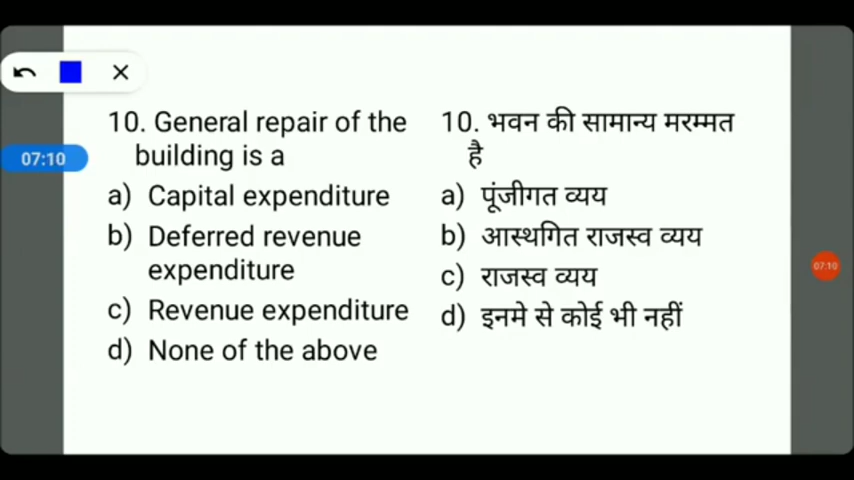 10. General repair of the
building is a
a) Capital expenditure
b) Deferred revenue
expenditure
c) Revenue expenditure
d) None of the above
10. भवन की सामान्य मरम्मत
है
a) पूंजीगत व्यय
b) आस्थगित राजस्व व्यय
c) राजस्व व्यय
d) इनमे से कोई भी नहीं
07:10
07:10